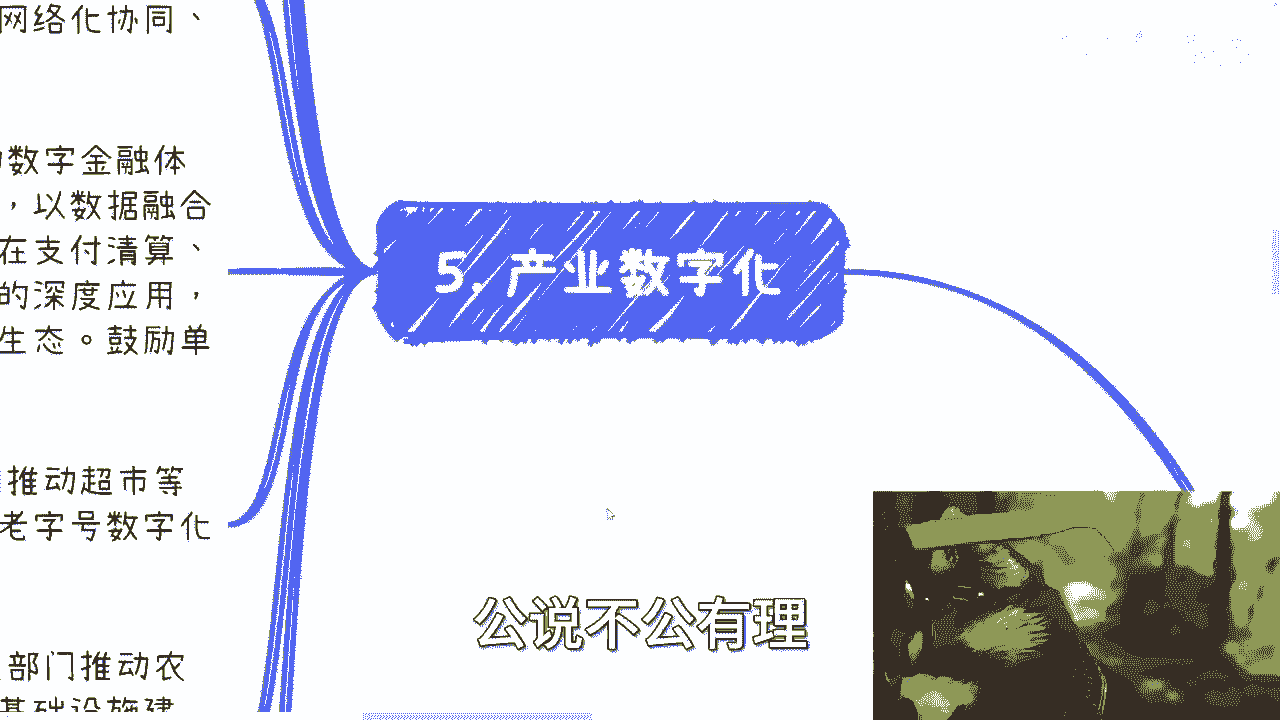 网络化协同、
数字金融体
，以数据融合
在支付清算、
的深度应用，
生态。鼓励单
5. 产业数字化
推动超市等
老字号数字化
公说不公有理
部门推动农
基础设施建